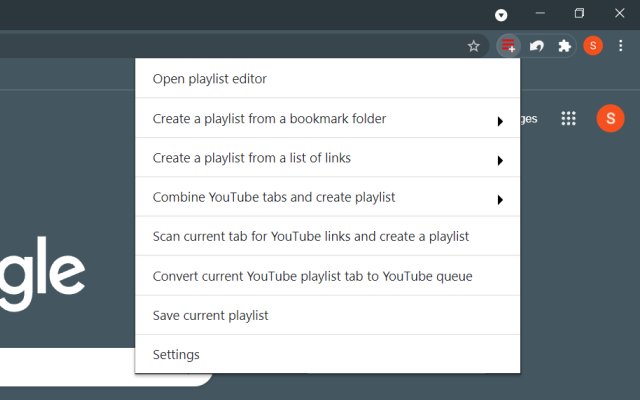 S
Open playlist editor
Create a playlist from a bookmark folder
ges
S
Create a playlist from a list of links
Combine YouTube tabs and create playlist
Scan current tab for YouTube links and create a playlist
gle
Convert current YouTube playlist tab to YouTube queue
Save current playlist
Settings